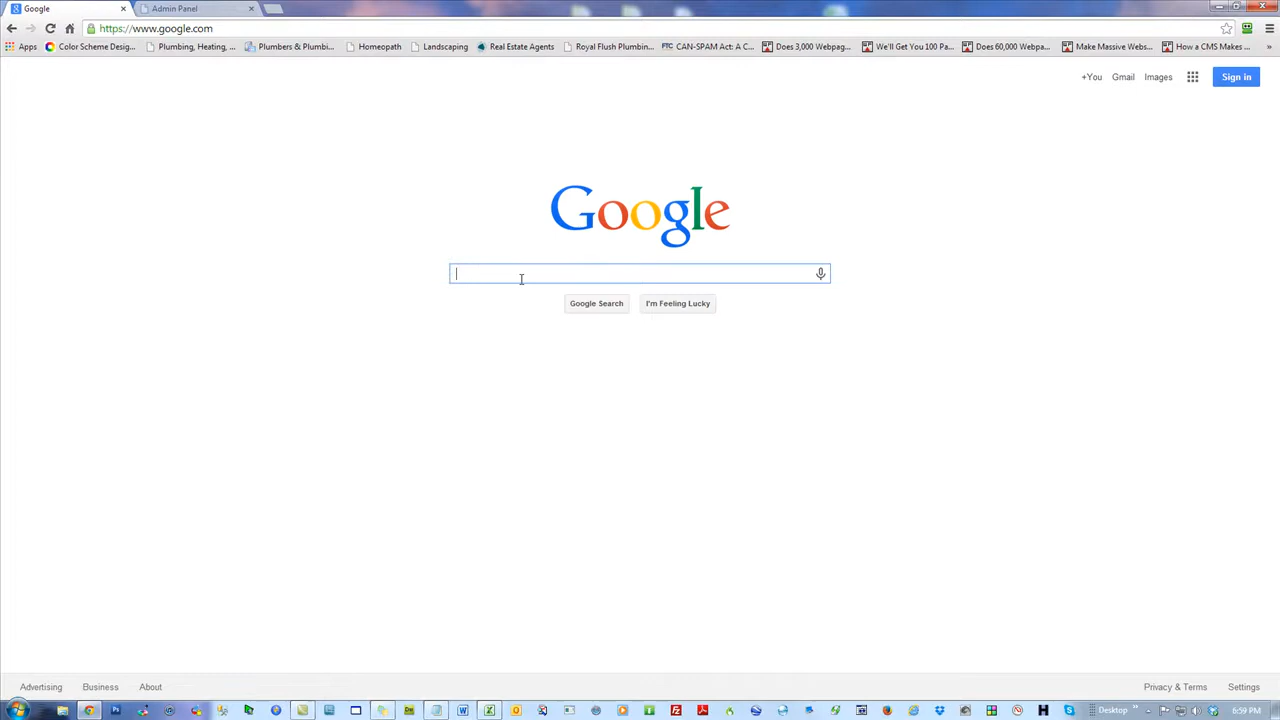 Google
Admin Panel
https://www.google.com
Apps
Color Scheme Desig...
Plumbing, Heating, ...
Plumbers & Plumbi...
Homeopath
Landscaping
Real Estate Agents
Royal Flush Plumbin...
FTC CAN-SPAM Act: A C...
Does 3,000 Webpag...
We'll Get You 100 Pa...
Does 60,000 Webpa...
Make Massive Webs...
How a CMS Makes ...
»
+You
Gmail
Images
Sign in
Google
Google Search
I'm Feeling Lucky
Advertising
Business
About
Privacy & Terms
Settings
Desktop
»
6:59 PM